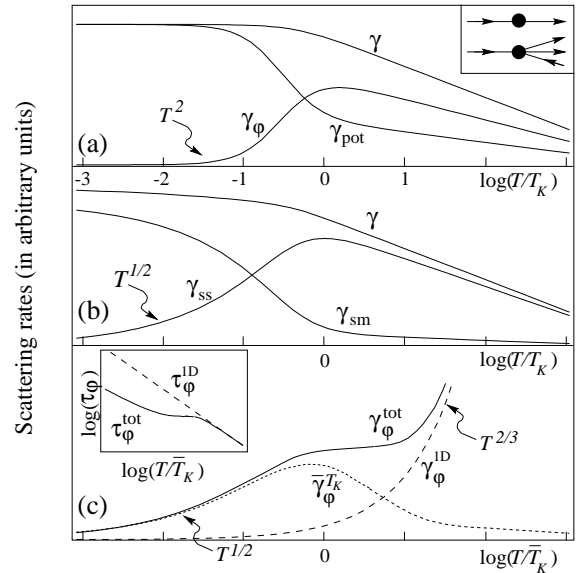 Scattering rates (in arbitrary units)
(a)
T^2
γ_φ
γ
γ_pot
-3 -2 -1 0 1 log(T/T_K)
(b)
T^{1/2}
γ_ss
γ
γ_sm
0 log(T/T_K)
log(τ_φ)
τ_φ^{1D}
τ_φ^{tot}
log(T/T̅_K)
(c)
γ_φ^{tot}
T^{2/3}
γ_φ^{1D}
γ̅_φ^{T_K}
T^{1/2}
0 log(T/T̅_K)